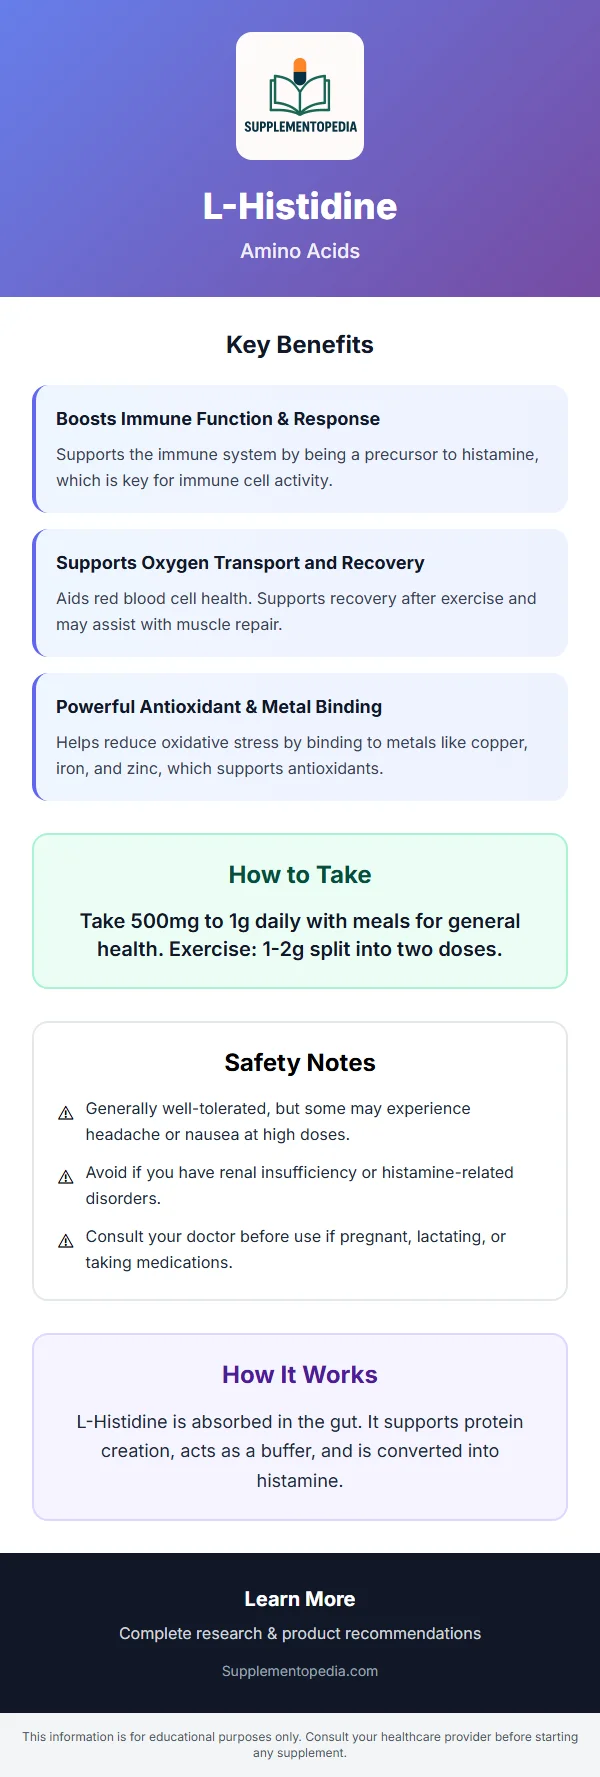 SUPPLEMENTOPEDIA
L-Histidine
Amino Acids
Key Benefits
Boosts Immune Function & Response
Supports the immune system by being a precursor to histamine,
which is key for immune cell activity.
Supports Oxygen Transport and Recovery
Aids red blood cell health. Supports recovery after exercise and
may assist with muscle repair.
Powerful Antioxidant & Metal Binding
Helps reduce oxidative stress by binding to metals like copper,
iron, and zinc, which supports antioxidants.
How to Take
Take 500mg to 1g daily with meals for general
health. Exercise: 1-2g split into two doses.
Safety Notes
⚠ Generally well-tolerated, but some may experience
headache or nausea at high doses.
⚠ Avoid if you have renal insufficiency or histamine-related
disorders.
⚠ Consult your doctor before use if pregnant, lactating, or
taking medications.
How It Works
L-Histidine is absorbed in the gut. It supports protein
creation, acts as a buffer, and is converted into
histamine.
Learn More
Complete research & product recommendations
Supplementopedia.com
This information is for educational purposes only. Consult your healthcare provider before starting
any supplement.